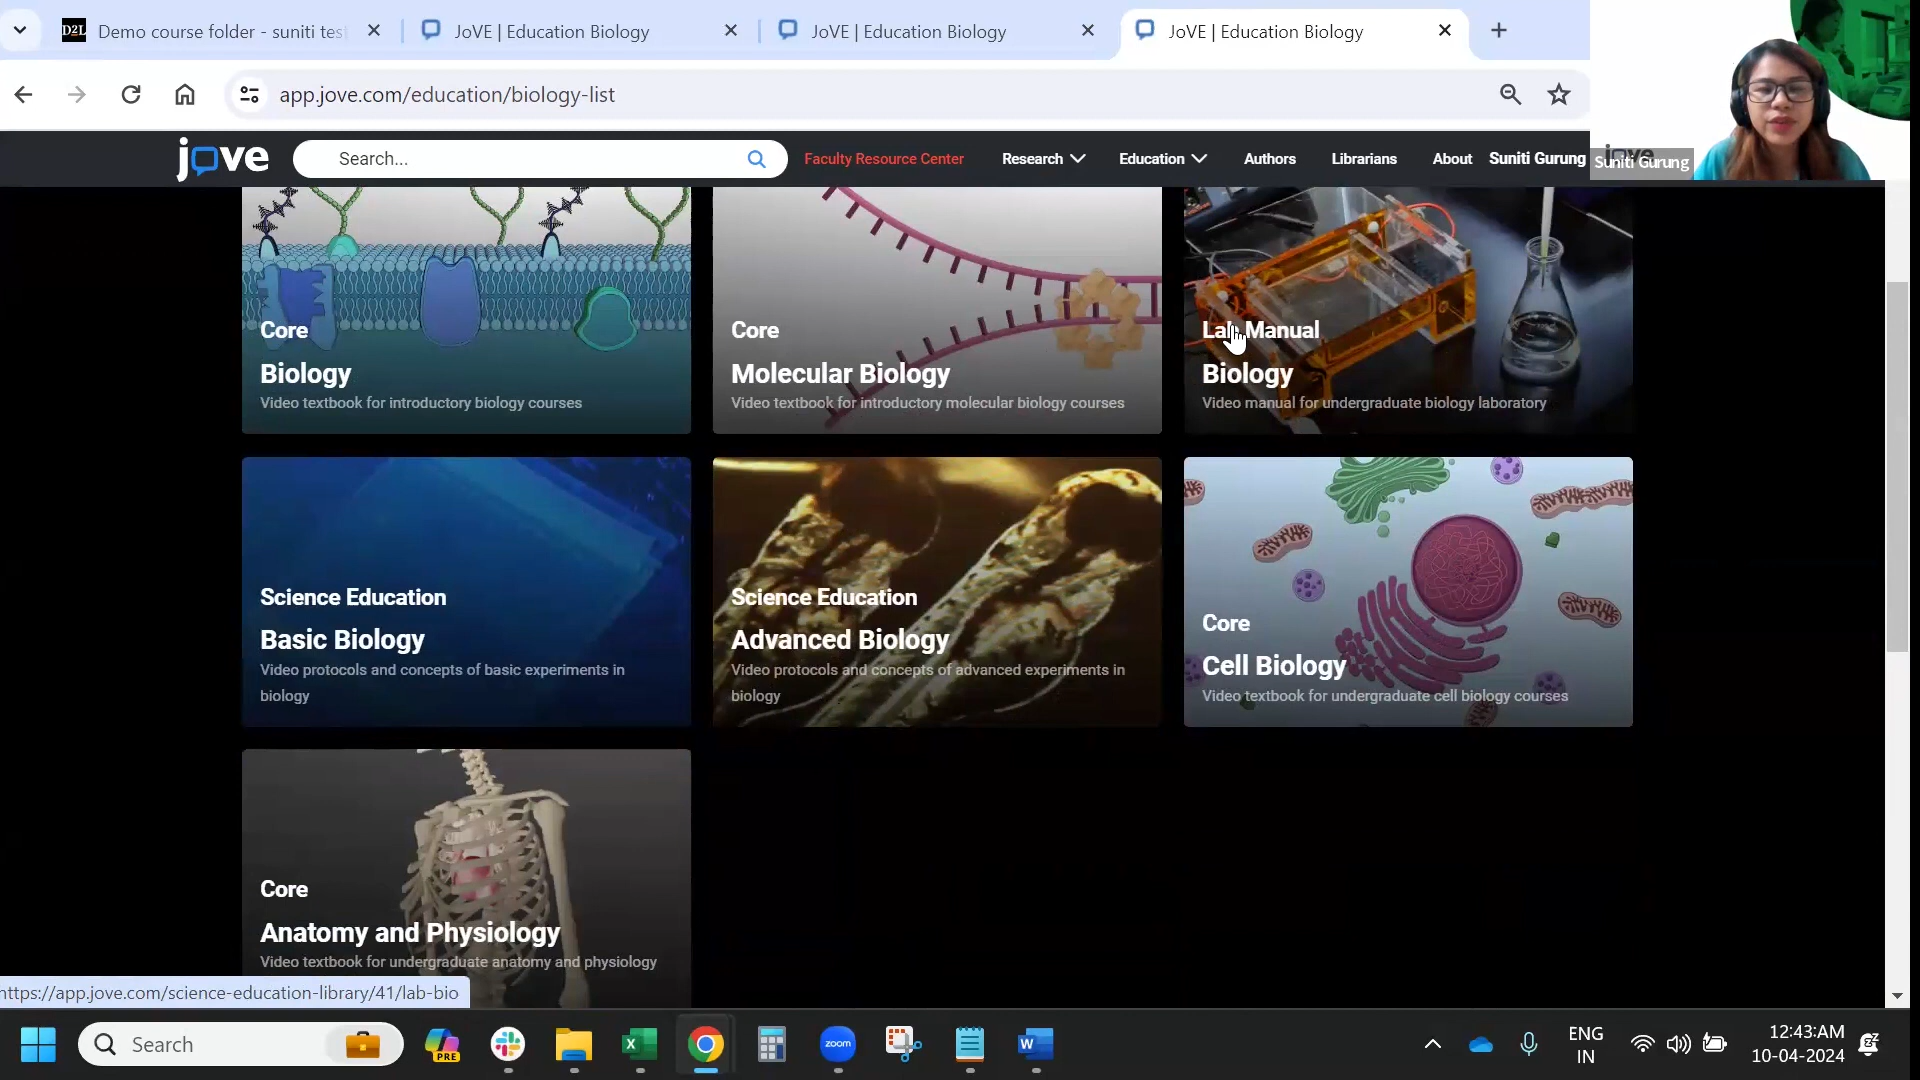 D2L Demo course folder - suniti tes
JoVE | Education Biology
JoVE | Education Biology
JoVE | Education Biology
app.jove.com/education/biology-list
jove
Search...
Faculty Resource Center
Research
Education
Authors
Librarians
About
Suniti Gurung
Suniti Gurung
jove
Core
Biology
Video textbook for introductory biology courses
Core
Molecular Biology
Video textbook for introductory molecular biology courses
Lab Manual
Biology
Video manual for undergraduate biology laboratory
Science Education
Basic Biology
Video protocols and concepts of basic experiments in
biology
Science Education
Advanced Biology
Video protocols and concepts of advanced experiments in
biology
Core
Cell Biology
Video textbook for undergraduate cell biology courses
Core
Anatomy and Physiology
Video textbook for undergraduate anatomy and physiology
https://app.jove.com/science-education-library/41/lab-bio
Search
PRE
X
zoom
W
ENG
IN
12:43:AM
10-04-2024